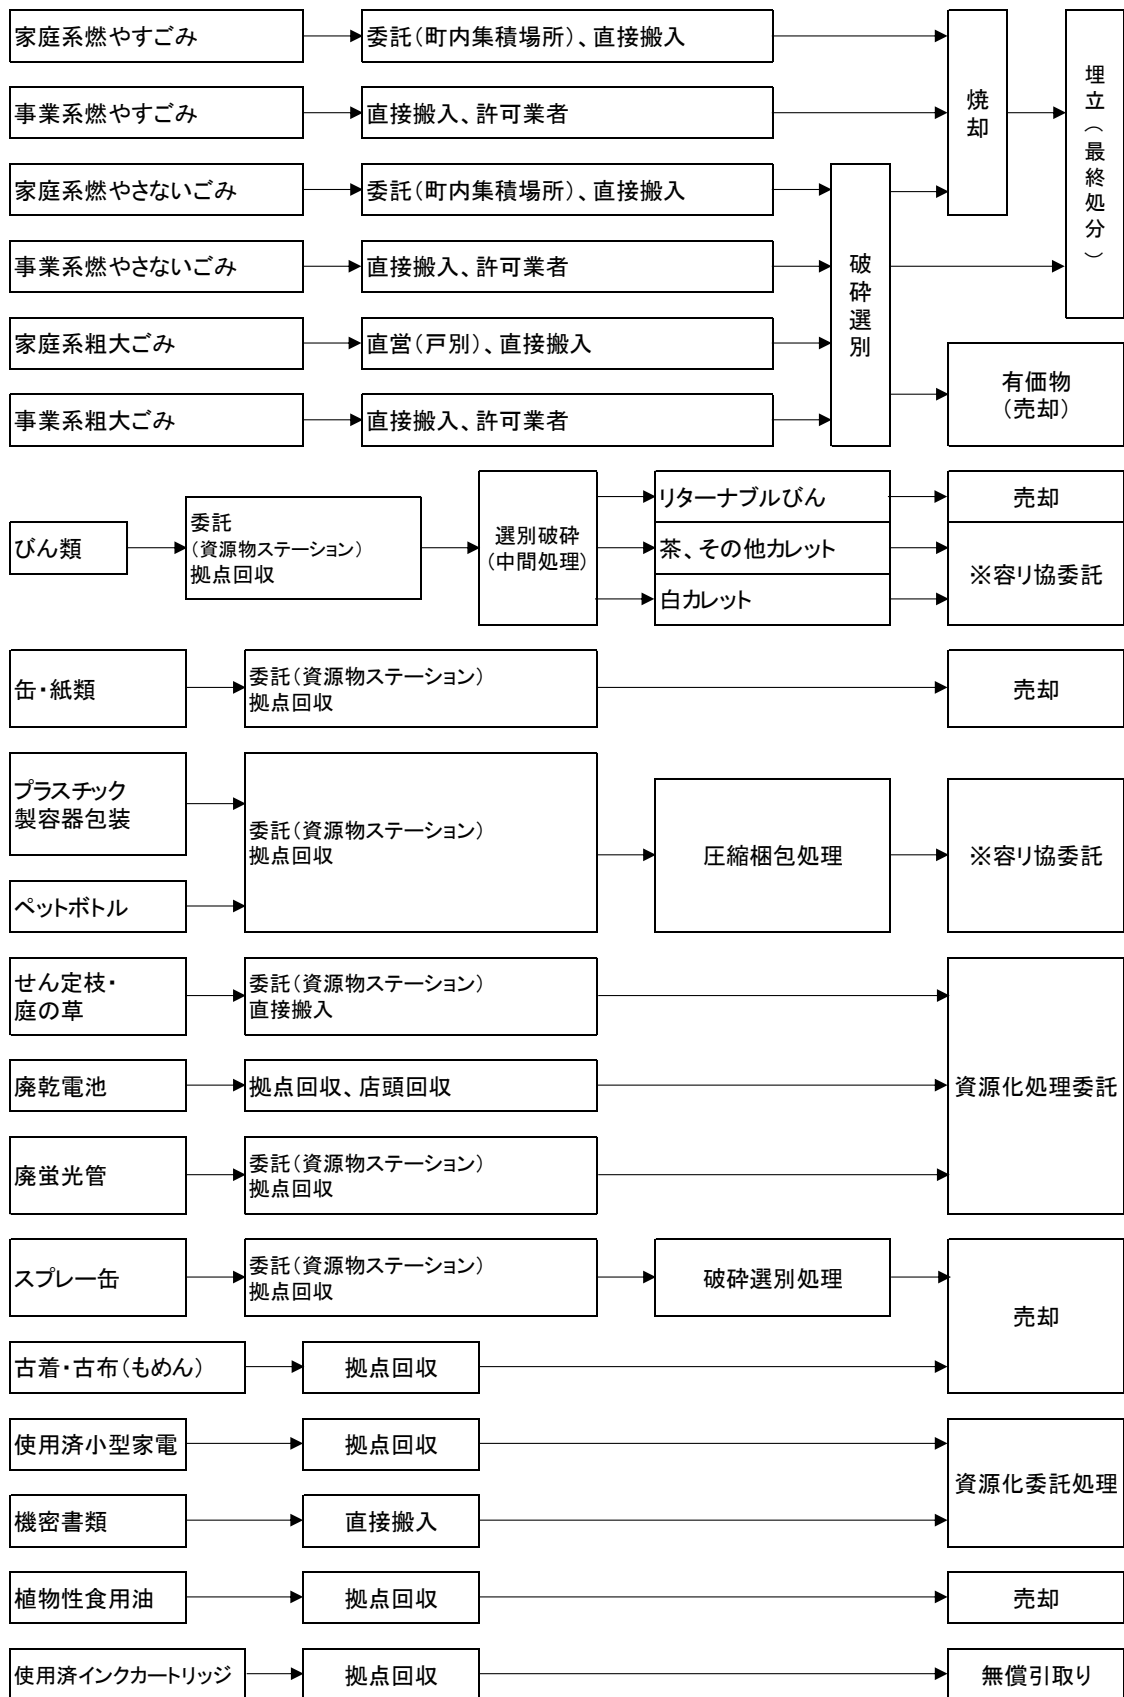 家庭系燃やすごみ
委託(町内集積場所)、直接搬入
事業系燃やすごみ
直接搬入、許可業者
焼却
埋立(最終処分)
家庭系燃やさないごみ
委託(町内集積場所)、直接搬入
事業系燃やさないごみ
直接搬入、許可業者
破砕選別
家庭系粗大ごみ
直営(戸別)、直接搬入
有価物
(売却)
事業系粗大ごみ
直接搬入、許可業者
びん類
委託
(資源物ステーション)
拠点回収
選別破砕
(中間処理)
リターナブルびん
売却
茶、その他カレット
白カレット
※容リ協委託
缶・紙類
委託(資源物ステーション)
拠点回収
売却
プラスチック
製容器包装
ペットボトル
委託(資源物ステーション)
拠点回収
圧縮梱包処理
※容リ協委託
せん定枝・
庭の草
委託(資源物ステーション)
直接搬入
廃乾電池
拠点回収、店頭回収
資源化処理委託
廃蛍光管
委託(資源物ステーション)
拠点回収
スプレー缶
委託(資源物ステーション)
拠点回収
破砕選別処理
売却
古着・古布(もめん)
拠点回収
使用済小型家電
拠点回収
資源化委託処理
機密書類
直接搬入
植物性食用油
拠点回収
売却
使用済インクカートリッジ
拠点回収
無償引取り